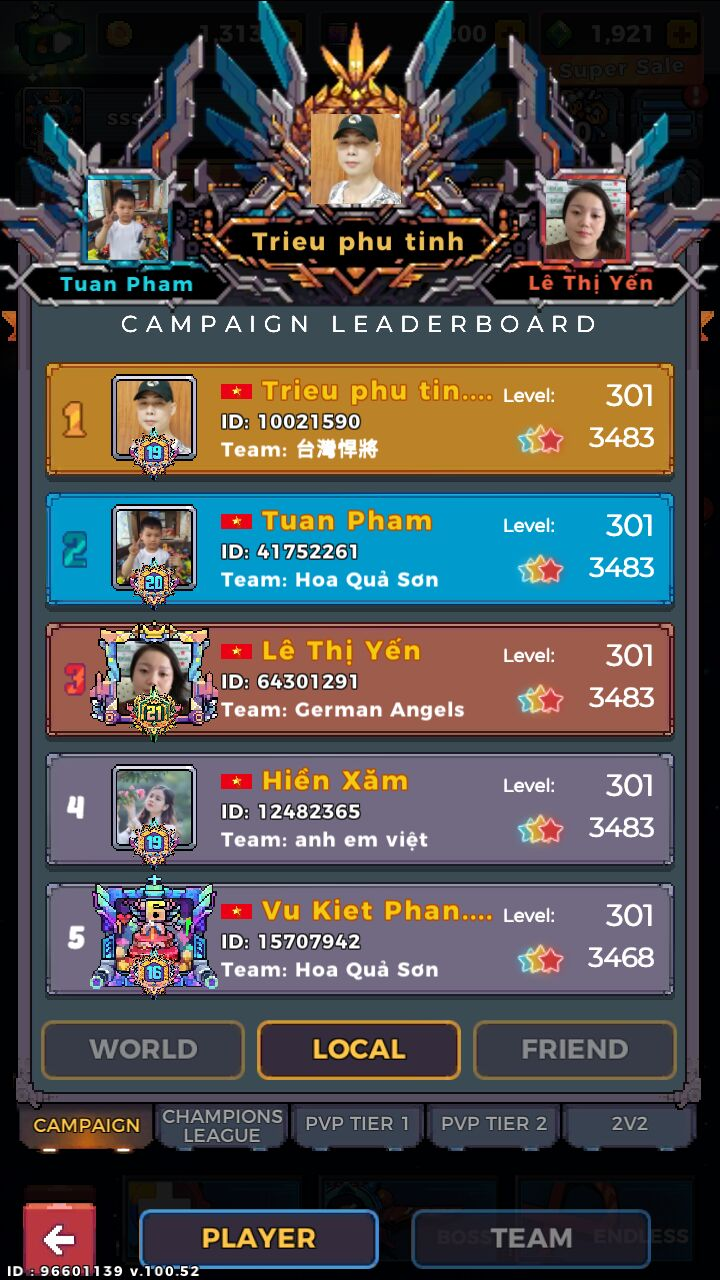 1,313
00
1,921
Super Sale
sss
Trieu phu tinh
Tuan Pham
Lê Thị Yến
CAMPAIGN LEADERBOARD
1
19
Trieu phu tin....
Level: 301
ID: 10021590
3483
Team: 台灣悍將
2
20
Tuan Pham
Level: 301
ID: 41752261
3483
Team: Hoa Quả Sơn
3
21
Lê Thị Yến
Level: 301
ID: 64301291
3483
Team: German Angels
4
19
Hiền Xăm
Level: 301
ID: 12482365
3483
Team: anh em việt
5
6
16
Vu Kiet Phan....
Level: 301
ID: 15707942
3468
Team: Hoa Quả Sơn
WORLD
LOCAL
FRIEND
CAMPAIGN
CHAMPIONS
LEAGUE
PVP TIER 1
PVP TIER 2
2V2
PLAYER
BOSS
TEAM
ENDLESS
ID : 96601139 v.100.52